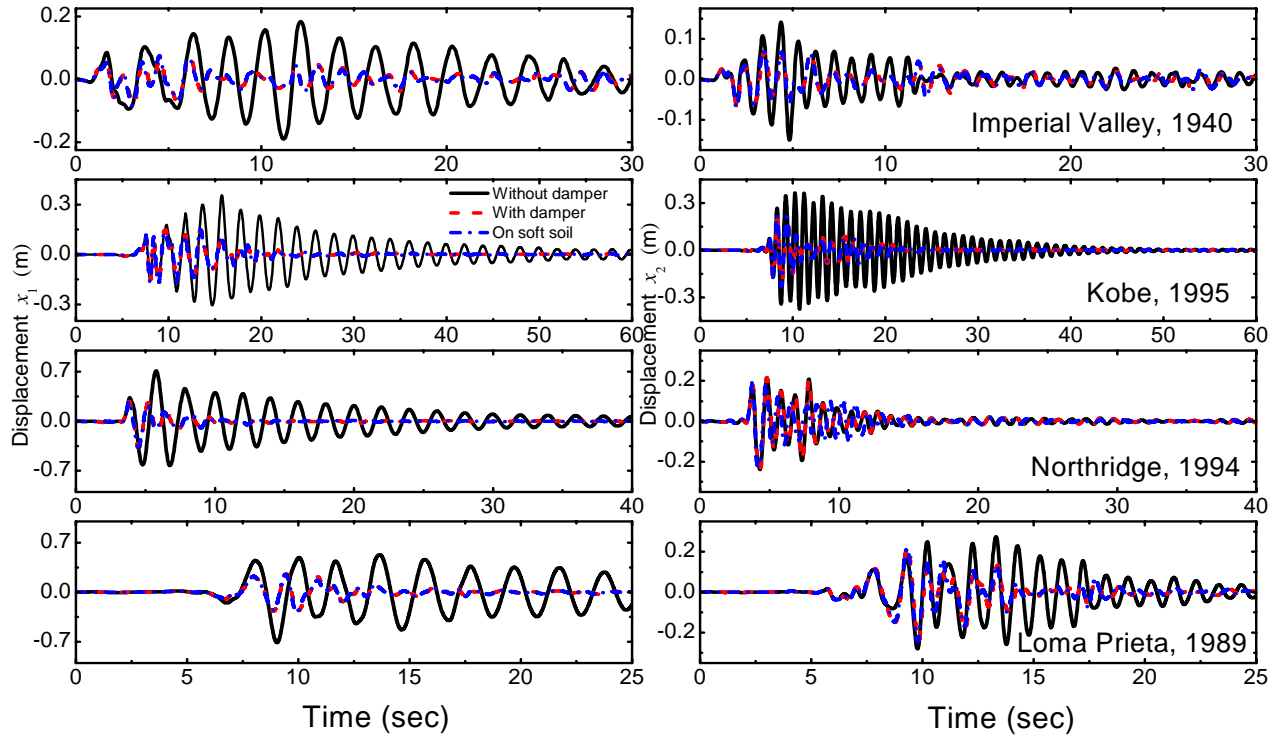 0.2
0.0
-0.2
0 10 20 30
0.1
0.0
-0.1
Imperial Valley, 1940
0 10 20 30
0.3
0.0
-0.3
Without damper
With damper
On soft soil
0 10 20 30 40 50 60
0.3
0.0
-0.3
Kobe, 1995
0 10 20 30 40 50 60
Displacement x1 (m)
Displacement x2 (m)
0.7
0.0
-0.7
0 10 20 30 40
0.2
0.0
-0.2
Northridge, 1994
0 10 20 30 40
0.7
0.0
-0.7
0 5 10 15 20 25
0.2
0.0
-0.2
Loma Prieta, 1989
0 5 10 15 20 25
Time (sec)
Time (sec)